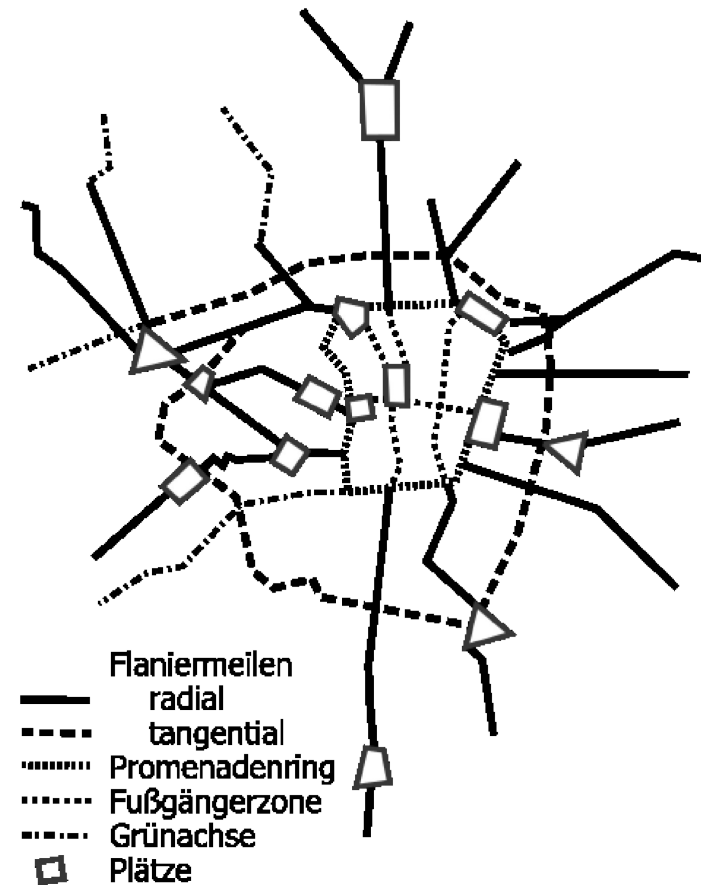 Flaniermeilen
radial
tangential
Promenadenring
Fußgängerzone
Grünachse
Plätze